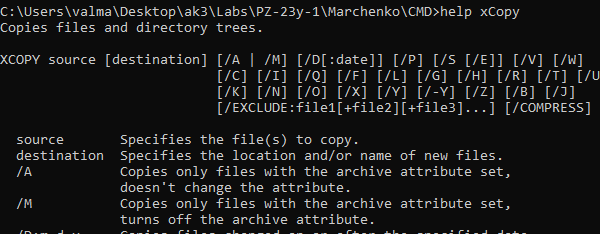 C:\Users\valma\Desktop\ak3\Labs\PZ-23y-1\Marchenko\CMD>help xCopy
Copies files and directory trees.
XCOPY source [destination] [/A | /M] [/D[:date]] [/P] [/S [/E]] [/V] [/W]
[/C] [/I] [/Q] [/F] [/L] [/G] [/H] [/R] [/T] [/U
[/K] [/N] [/O] [/X] [/Y] [/-Y] [/Z] [/B] [/J]
[/EXCLUDE:file1[+file2][+file3]...] [/COMPRESS]
source Specifies the file(s) to copy.
destination Specifies the location and/or name of new files.
/A Copies only files with the archive attribute set,
doesn't change the attribute.
/M Copies only files with the archive attribute set,
turns off the archive attribute.